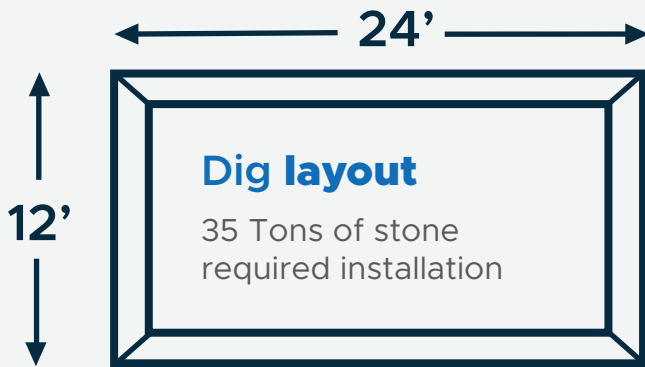 24’
12’
Dig layout
35 Tons of stone
required installation